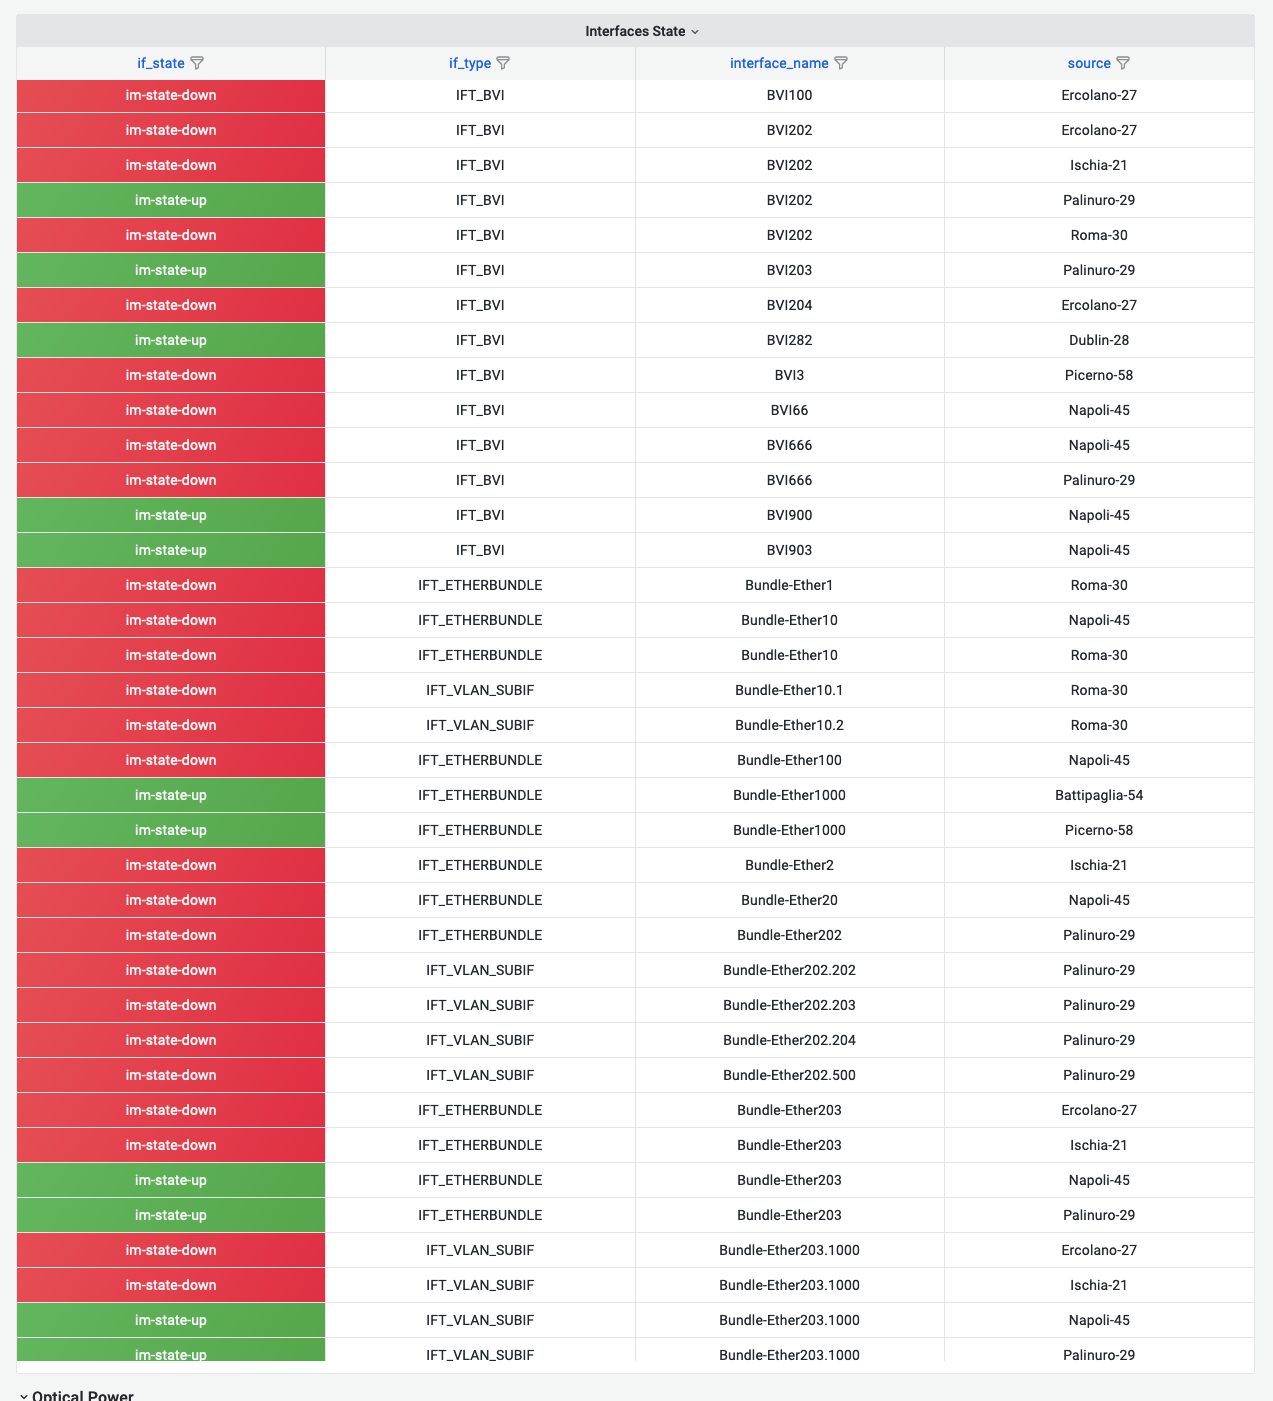 Interfaces State
if_state if_type interface_name source
im-state-down IFT_BVI BVI100 Ercolano-27
im-state-down IFT_BVI BVI202 Ercolano-27
im-state-down IFT_BVI BVI202 Ischia-21
im-state-up IFT_BVI BVI202 Palinuro-29
im-state-down IFT_BVI BVI202 Roma-30
im-state-up IFT_BVI BVI203 Palinuro-29
im-state-down IFT_BVI BVI204 Ercolano-27
im-state-up IFT_BVI BVI282 Dublin-28
im-state-down IFT_BVI BVI3 Picerno-58
im-state-down IFT_BVI BVI66 Napoli-45
im-state-down IFT_BVI BVI666 Napoli-45
im-state-down IFT_BVI BVI666 Palinuro-29
im-state-up IFT_BVI BVI900 Napoli-45
im-state-up IFT_BVI BVI903 Napoli-45
im-state-down IFT_ETHERBUNDLE Bundle-Ether1 Roma-30
im-state-down IFT_ETHERBUNDLE Bundle-Ether10 Napoli-45
im-state-down IFT_ETHERBUNDLE Bundle-Ether10 Roma-30
im-state-down IFT_VLAN_SUBIF Bundle-Ether10.1 Roma-30
im-state-down IFT_VLAN_SUBIF Bundle-Ether10.2 Roma-30
im-state-down IFT_ETHERBUNDLE Bundle-Ether100 Napoli-45
im-state-up IFT_ETHERBUNDLE Bundle-Ether1000 Battipaglia-54
im-state-up IFT_ETHERBUNDLE Bundle-Ether1000 Picerno-58
im-state-down IFT_ETHERBUNDLE Bundle-Ether2 Ischia-21
im-state-down IFT_ETHERBUNDLE Bundle-Ether20 Napoli-45
im-state-down IFT_ETHERBUNDLE Bundle-Ether202 Palinuro-29
im-state-down IFT_VLAN_SUBIF Bundle-Ether202.202 Palinuro-29
im-state-down IFT_VLAN_SUBIF Bundle-Ether202.203 Palinuro-29
im-state-down IFT_VLAN_SUBIF Bundle-Ether202.204 Palinuro-29
im-state-down IFT_VLAN_SUBIF Bundle-Ether202.500 Palinuro-29
im-state-down IFT_ETHERBUNDLE Bundle-Ether203 Ercolano-27
im-state-down IFT_ETHERBUNDLE Bundle-Ether203 Ischia-21
im-state-up IFT_ETHERBUNDLE Bundle-Ether203 Napoli-45
im-state-up IFT_ETHERBUNDLE Bundle-Ether203 Palinuro-29
im-state-down IFT_VLAN_SUBIF Bundle-Ether203.1000 Ercolano-27
im-state-down IFT_VLAN_SUBIF Bundle-Ether203.1000 Ischia-21
im-state-up IFT_VLAN_SUBIF Bundle-Ether203.1000 Napoli-45
im-state-up IFT_VLAN_SUBIF Bundle-Ether203.1000 Palinuro-29
Optical Power